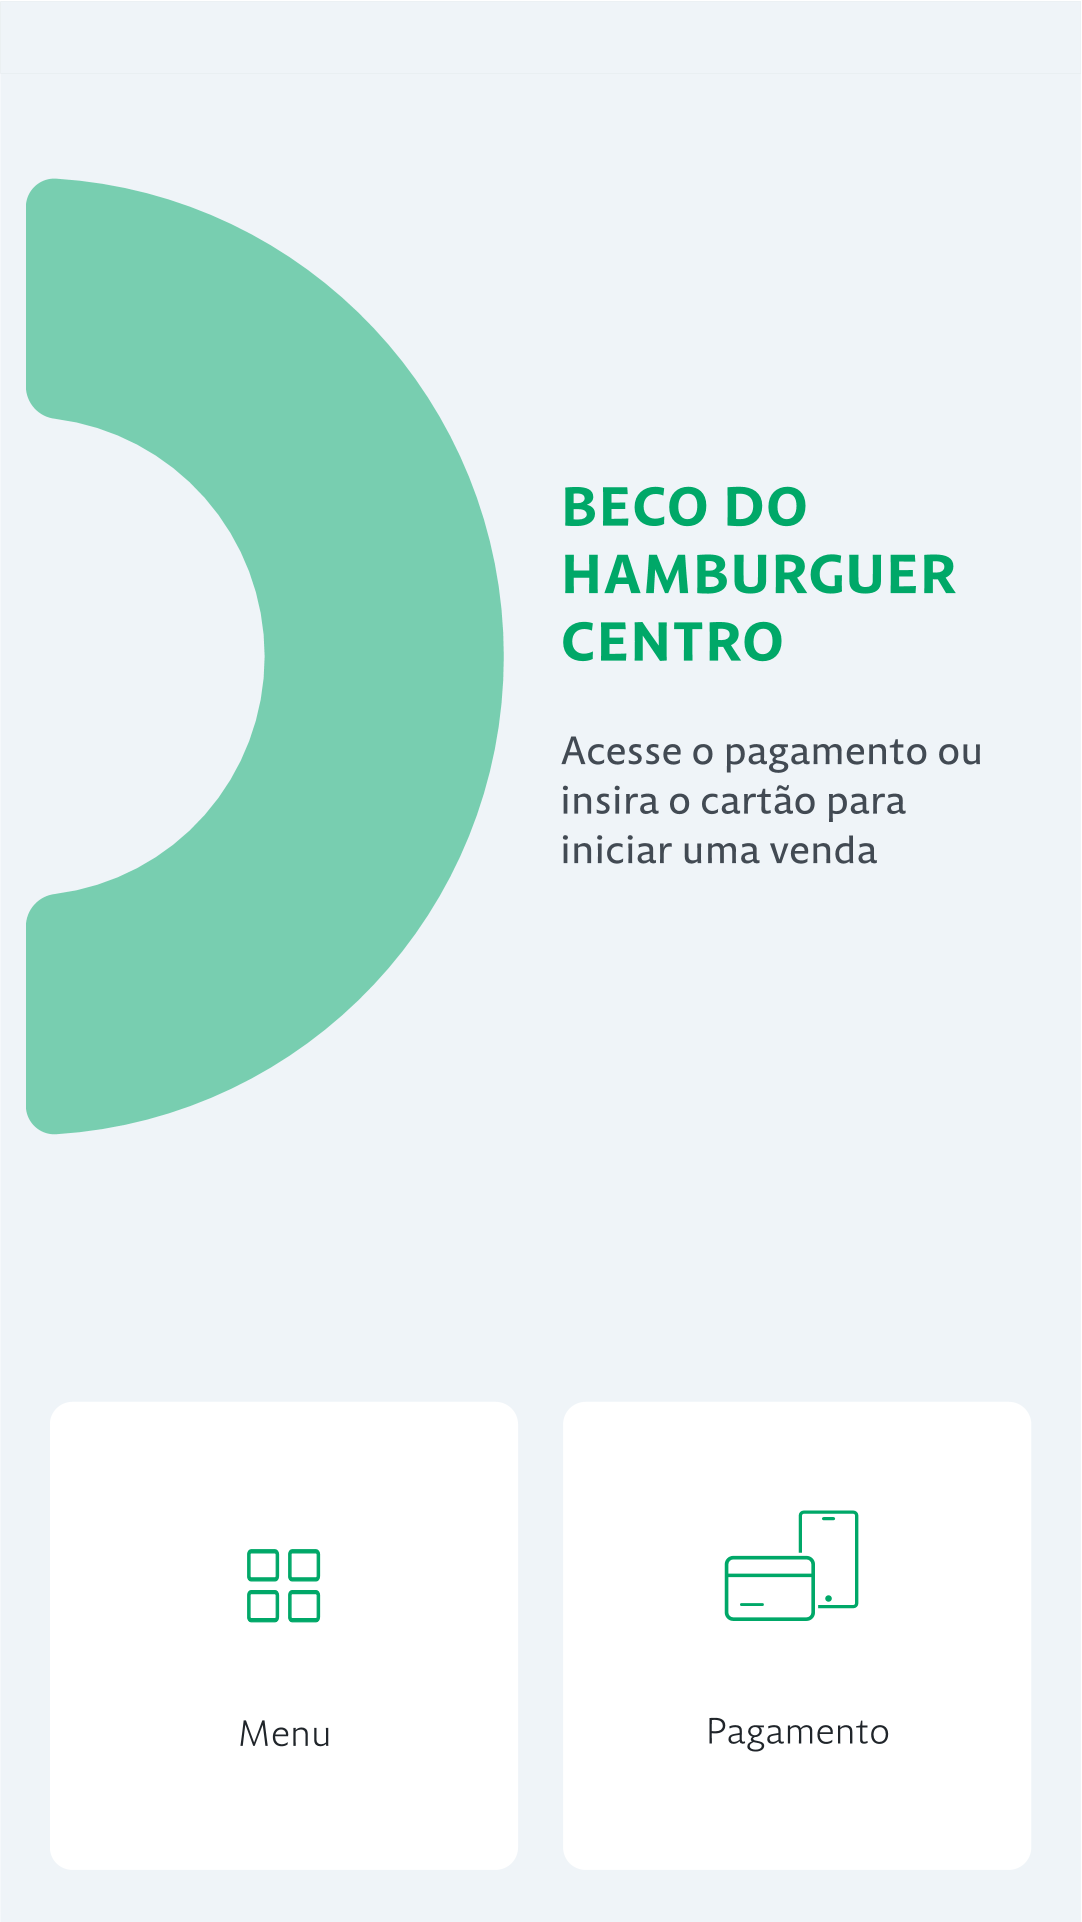 BECO DO
HAMBURGUER
CENTRO
Acesse o pagamento ou
insira o cartão para
iniciar uma venda
Menu
Pagamento